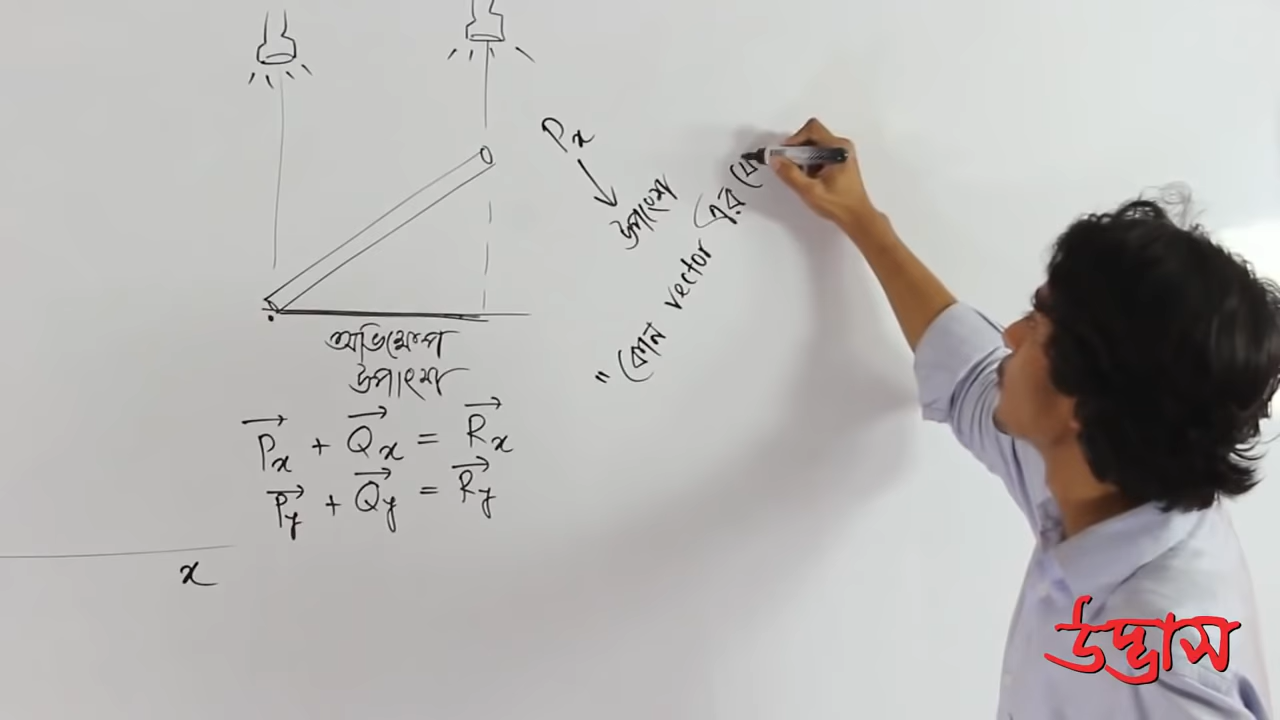 Px
উপাংশ
" কোন vector এর
অভিক্ষেপ
উপাংশ
Px + Qx = Rx
Py + Qy = Ry
x
উদ্ভাস